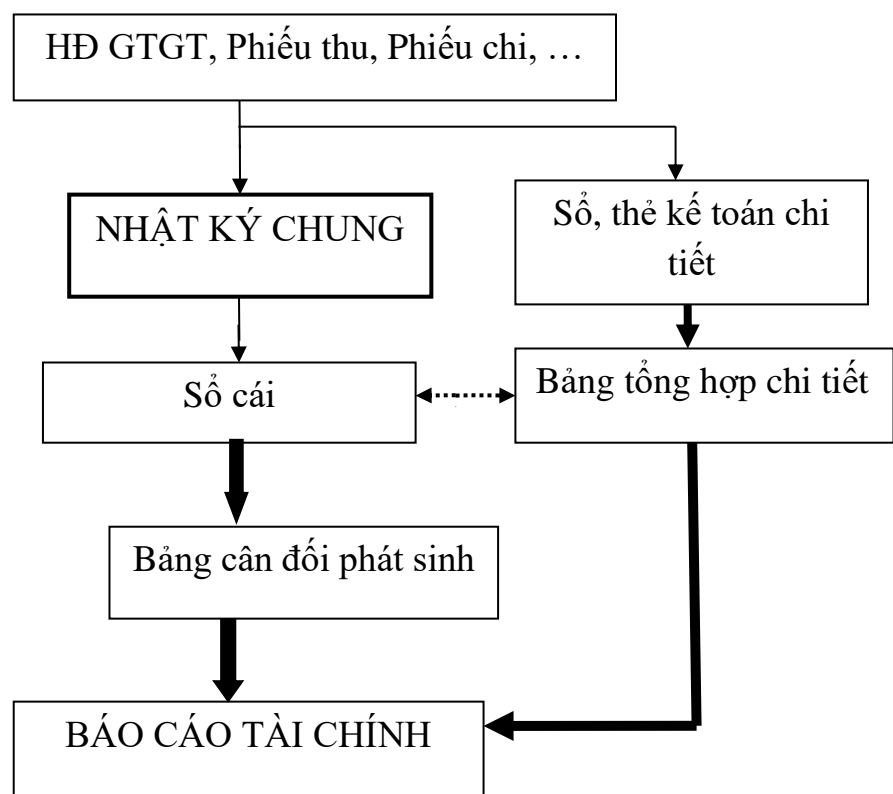 HĐ GTGT, Phiếu thu, Phiếu chi, …
NHẬT KÝ CHUNG
Sổ, thẻ kế toán chi
tiết
Sổ cái
Bảng tổng hợp chi tiết
Bảng cân đối phát sinh
BÁO CÁO TÀI CHÍNH